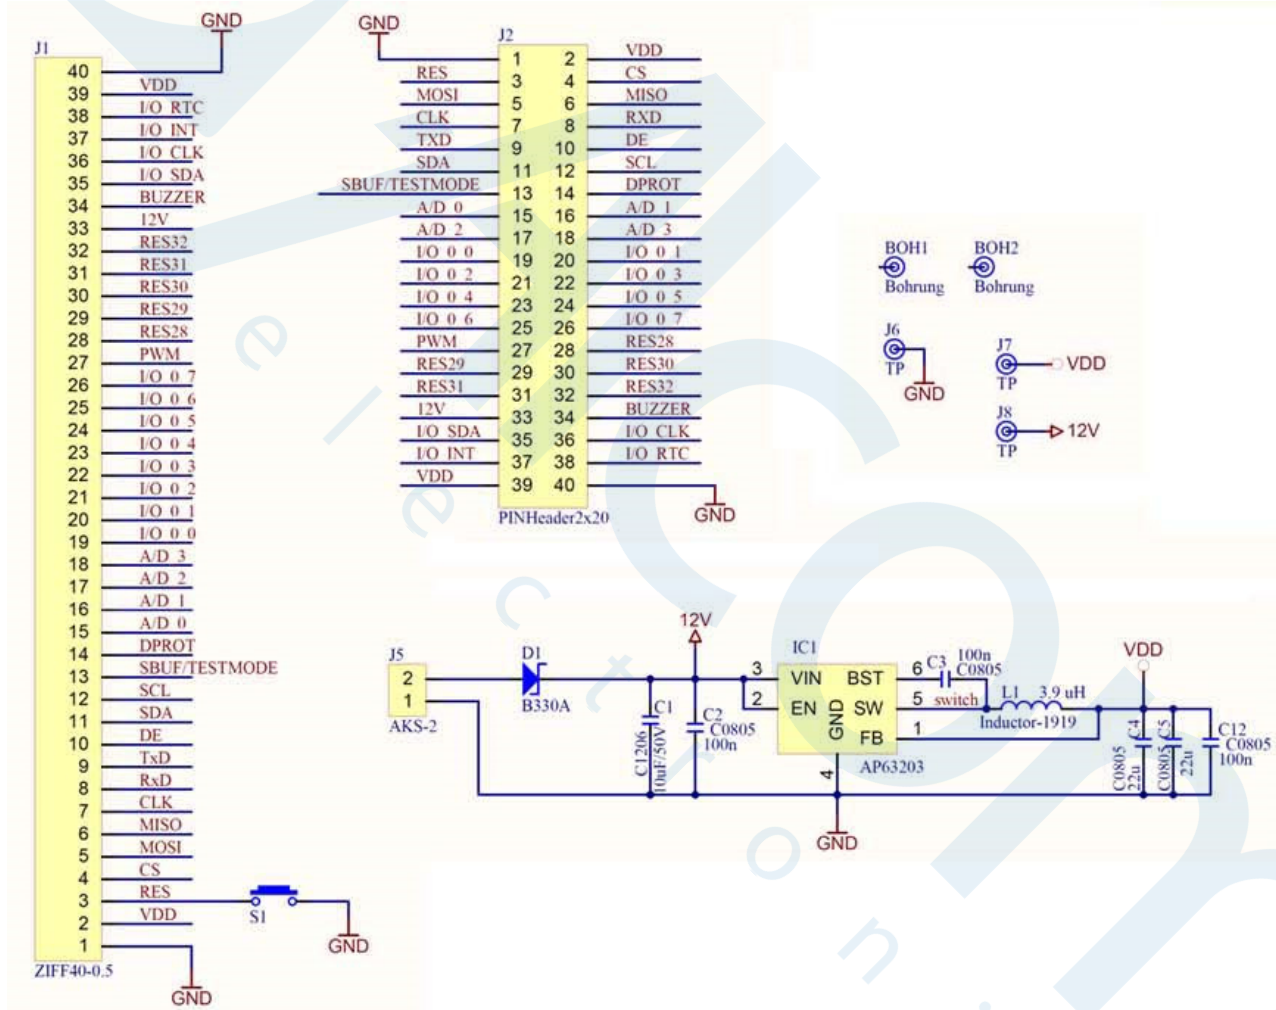 J1
GND
40
39 VDD
38 I/O RTC
37 I/O INT
36 I/O CLK
35 I/O SDA
34 BUZZER
33 12V
32 RES32
31 RES31
30 RES30
29 RES29
28 RES28
27 PWM
26 I/O 0 7
25 I/O 0 6
24 I/O 0 5
23 I/O 0 4
22 I/O 0 3
21 I/O 0 2
20 I/O 0 1
19 I/O 0 0
18 A/D 3
17 A/D 2
16 A/D 1
15 A/D 0
14 DPROT
13 SBUF/TESTMODE
12 SCL
11 SDA
10 DE
9 TxD
8 RxD
7 CLK
6 MISO
5 MOSI
4 CS
3 RES
S1
GND
2 VDD
1
GND
ZIFF40-0.5
GND
J2
1 2 VDD
RES 3 4 CS
MOSI 5 6 MISO
CLK 7 8 RXD
TXD 9 10 DE
SDA 11 12 SCL
SBUF/TESTMODE 13 14 DPROT
A/D 0 15 16 A/D 1
A/D 2 17 18 A/D 3
I/O 0 0 19 20 I/O 0 1
I/O 0 2 21 22 I/O 0 3
I/O 0 4 23 24 I/O 0 5
I/O 0 6 25 26 I/O 0 7
PWM 27 28 RES28
RES29 29 30 RES30
RES31 31 32 RES32
12V 33 34 BUZZER
I/O SDA 35 36 I/O CLK
I/O INT 37 38 I/O RTC
VDD 39 40
GND
PINHeader2x20
BOH1
Bohrung
BOH2
Bohrung
J6
TP
GND
J7
TP
VDD
J8
TP
12V
J5
2
1
AKS-2
D1
B330A
12V
C1
C1206
10uF/50V
C2
C0805
100n
IC1
3 VIN BST 6
2 EN SW 5
GND
FB 1
4
AP63203
GND
C3
100n
C0805
switch
L1
3.9 uH
Inductor-1919
VDD
C4
C0805
22u
C5
C0805
22u
C12
C0805
100n
electron